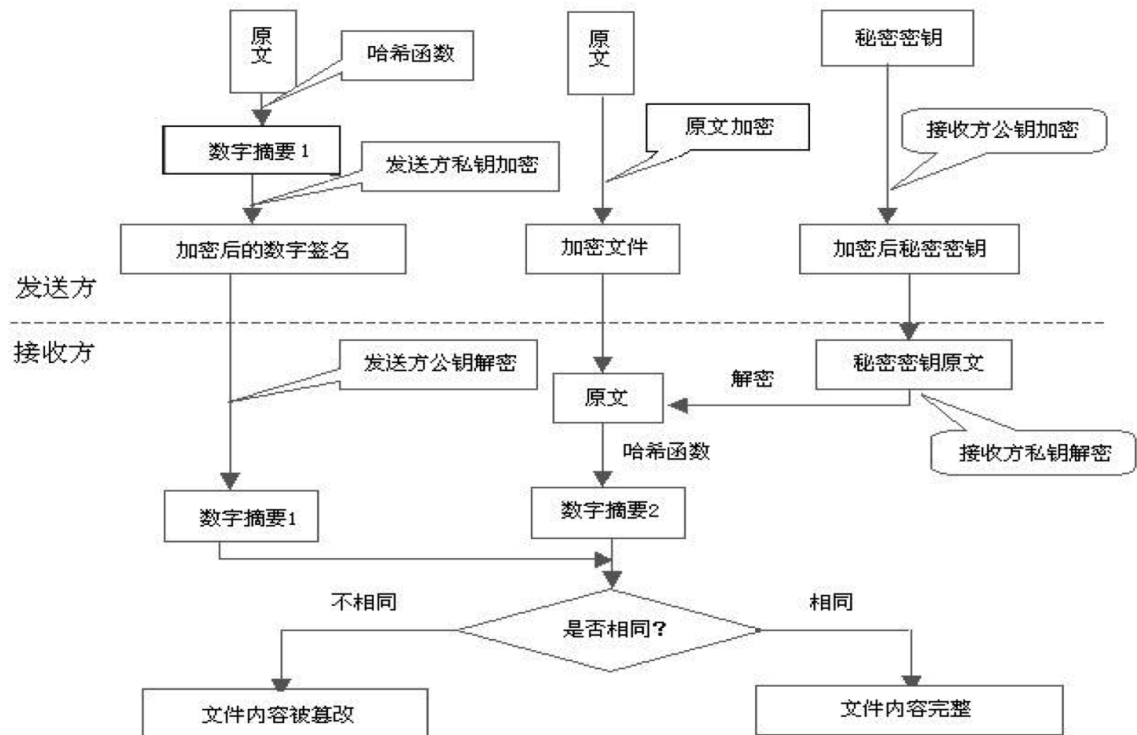 原
文
哈希函数
原
文
秘密密钥
数字摘要1
原文加密
接收方公钥加密
发送方私钥加密
加密后的数字签名
加密文件
加密后秘密密钥
发送方
接收方
发送方公钥解密
解密
秘密密钥原文
原文
哈希函数
接收方私钥解密
数字摘要1
数字摘要2
不相同
相同
是否相同?
文件内容被篡改
文件内容完整